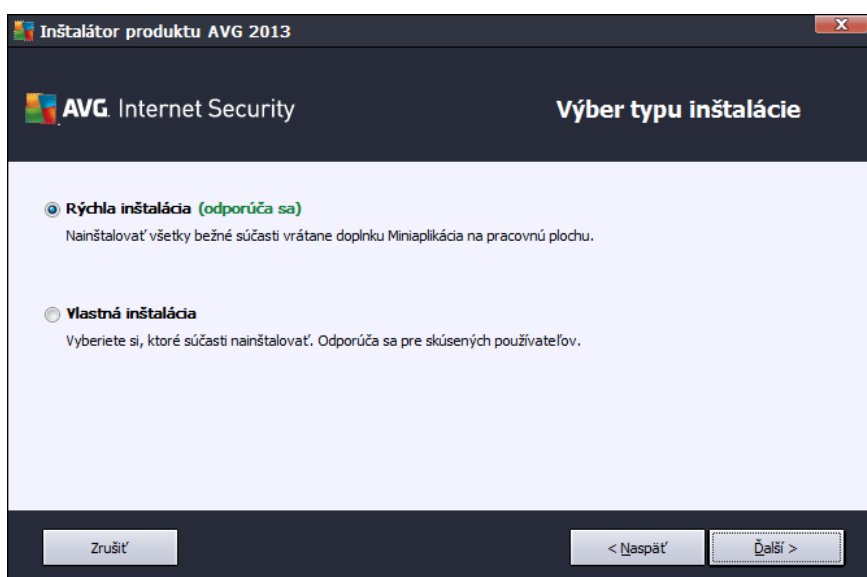 Inštalátor produktu AVG 2013
X
AVG. Internet Security
Výber typu inštalácie
Rýchla inštalácia (odporúča sa)
Nainštalovať všetky bežné súčasti vrátane doplnku Miniaplikácia na pracovnú plochu.
Vlastná inštalácia
Vyberiete si, ktoré súčasti nainštalovať. Odporúča sa pre skúsených používateľov.
Zrušiť
< Naspäť
Ďalší >